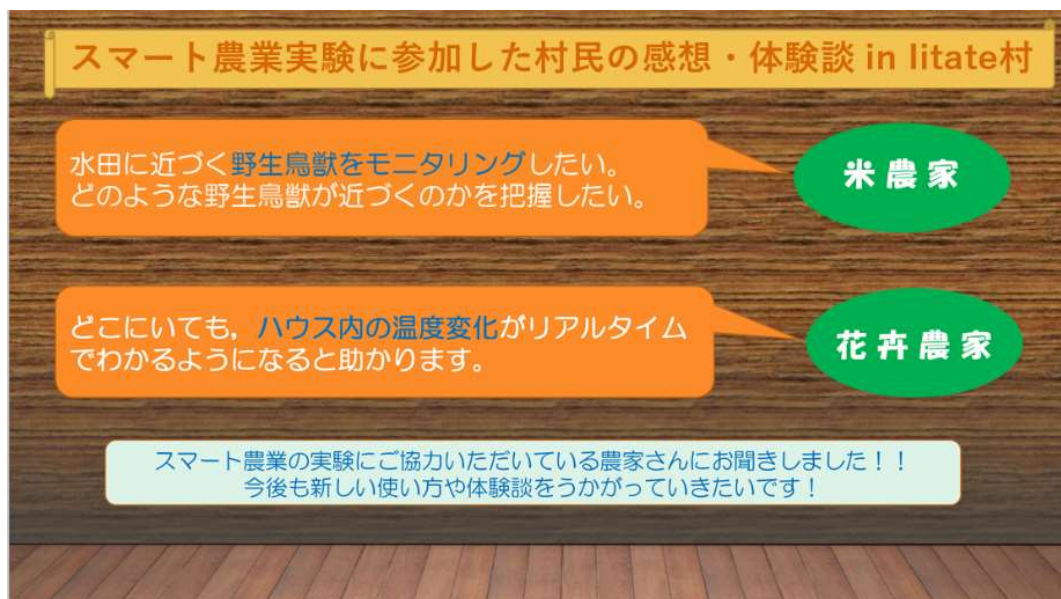 スマート農業実験に参加した村民の感想・体験談 in Iitate村
水田に近づく野生鳥獣をモニタリングしたい。
どのような野生鳥獣が近づくのかを把握したい。
米農家
どこにいても，ハウス内の温度変化がリアルタイム
でわかるようになると助かります。
花卉農家
スマート農業の実験にご協力いただいている農家さんにお聞きしました！！
今後も新しい使い方や体験談をうかがっていきたいです！